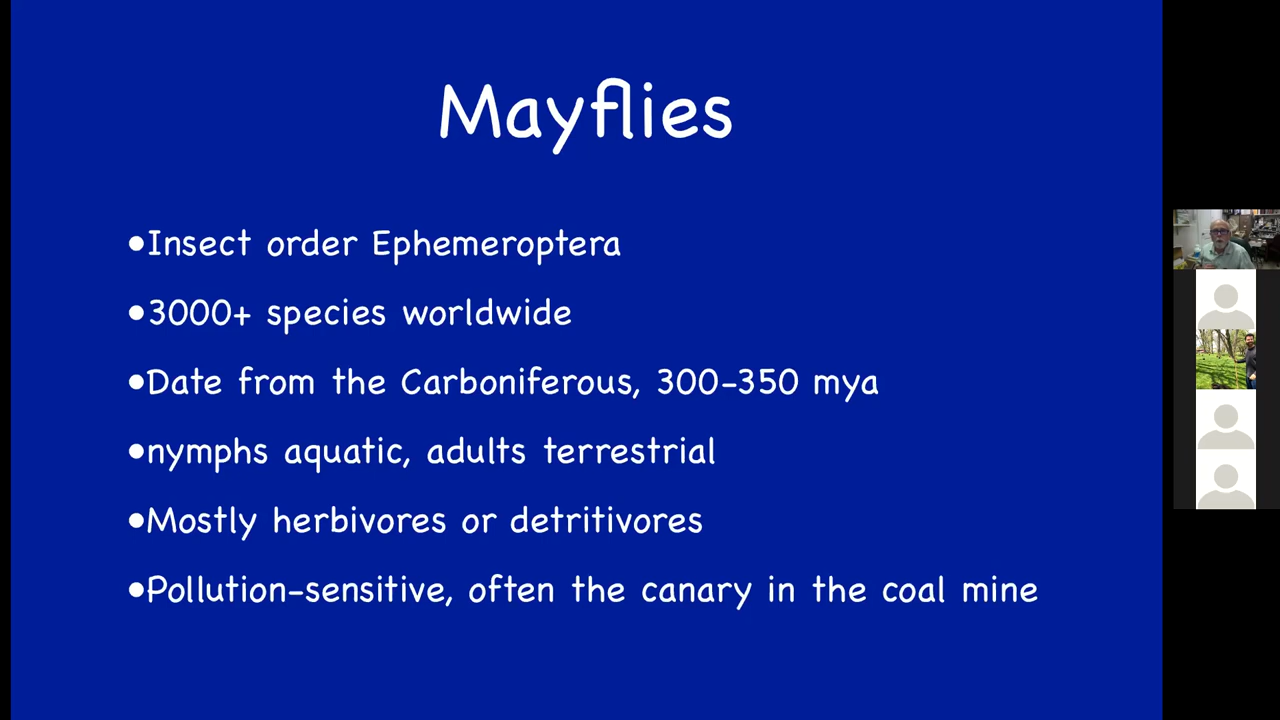 Mayflies
•Insect order Ephemeroptera
•3000+ species worldwide
•Date from the Carboniferous, 300-350 mya
•nymphs aquatic, adults terrestrial
•Mostly herbivores or detritivores
•Pollution-sensitive, often the canary in the coal mine